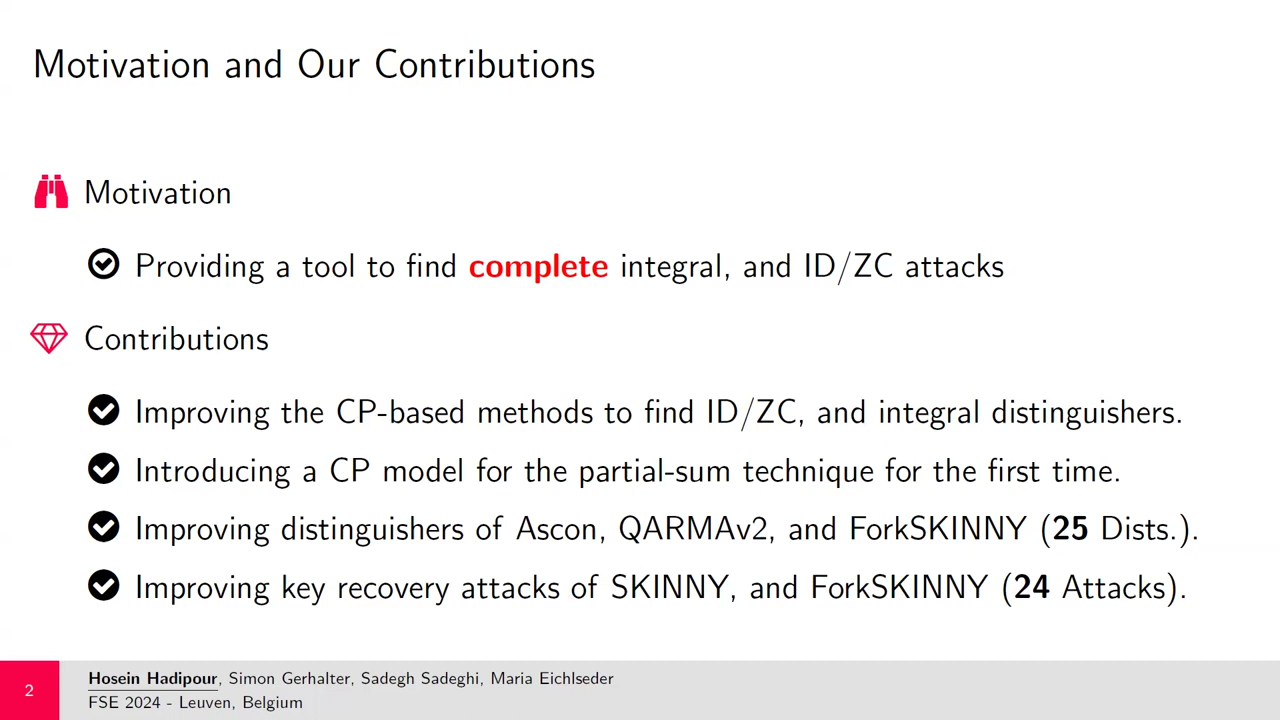 Motivation and Our Contributions
Motivation
Providing a tool to find complete integral, and ID/ZC attacks
Contributions
Improving the CP-based methods to find ID/ZC, and integral distinguishers.
Introducing a CP model for the partial-sum technique for the first time.
Improving distinguishers of Ascon, QARMAv2, and ForkSKINNY (25 Dists.).
Improving key recovery attacks of SKINNY, and ForkSKINNY (24 Attacks).
2
Hosein Hadipour, Simon Gerhalter, Sadegh Sadeghi, Maria Eichlseder
FSE 2024 - Leuven, Belgium